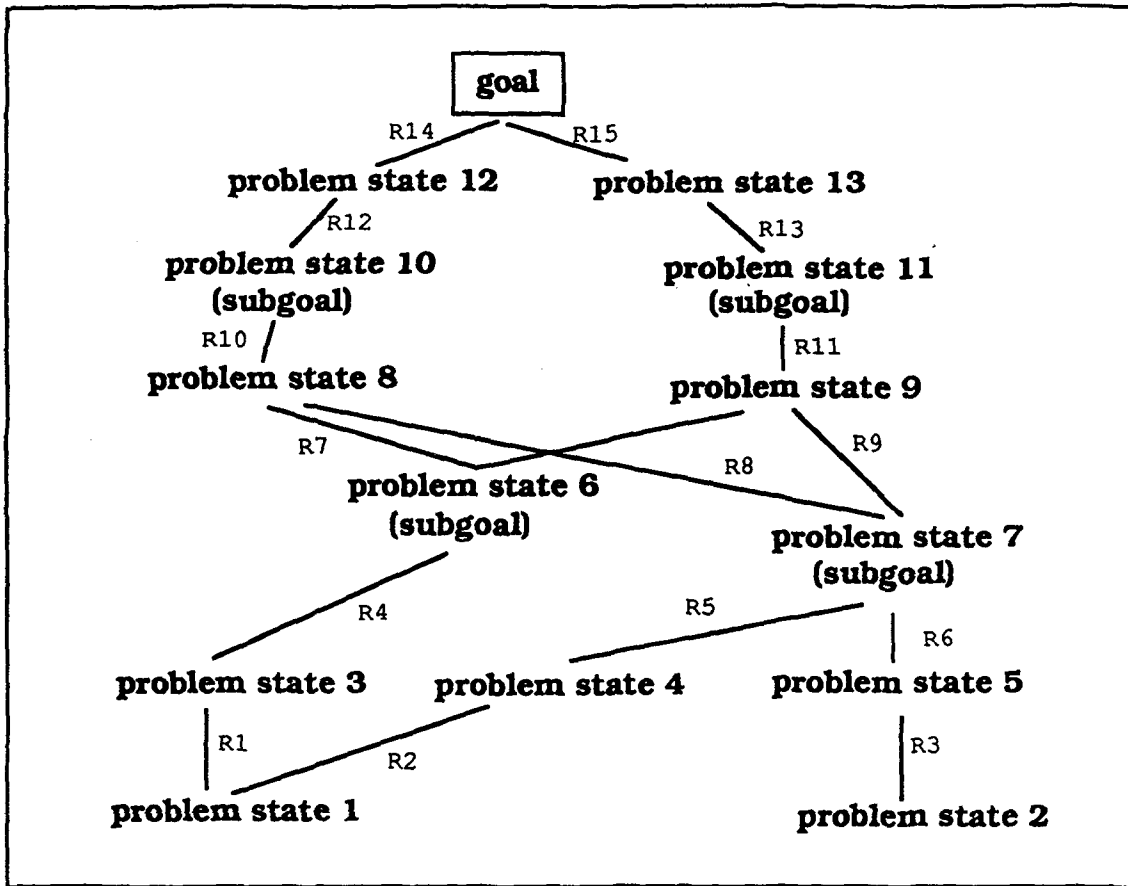 goal
R14
R15
problem state 12
problem state 13
R12
R13
problem state 10
(subgoal)
problem state 11
(subgoal)
R10
R11
problem state 8
problem state 9
R7
R8
R9
problem state 6
(subgoal)
problem state 7
(subgoal)
R4
R5
R6
problem state 3
problem state 4
problem state 5
R1
R2
R3
problem state 1
problem state 2